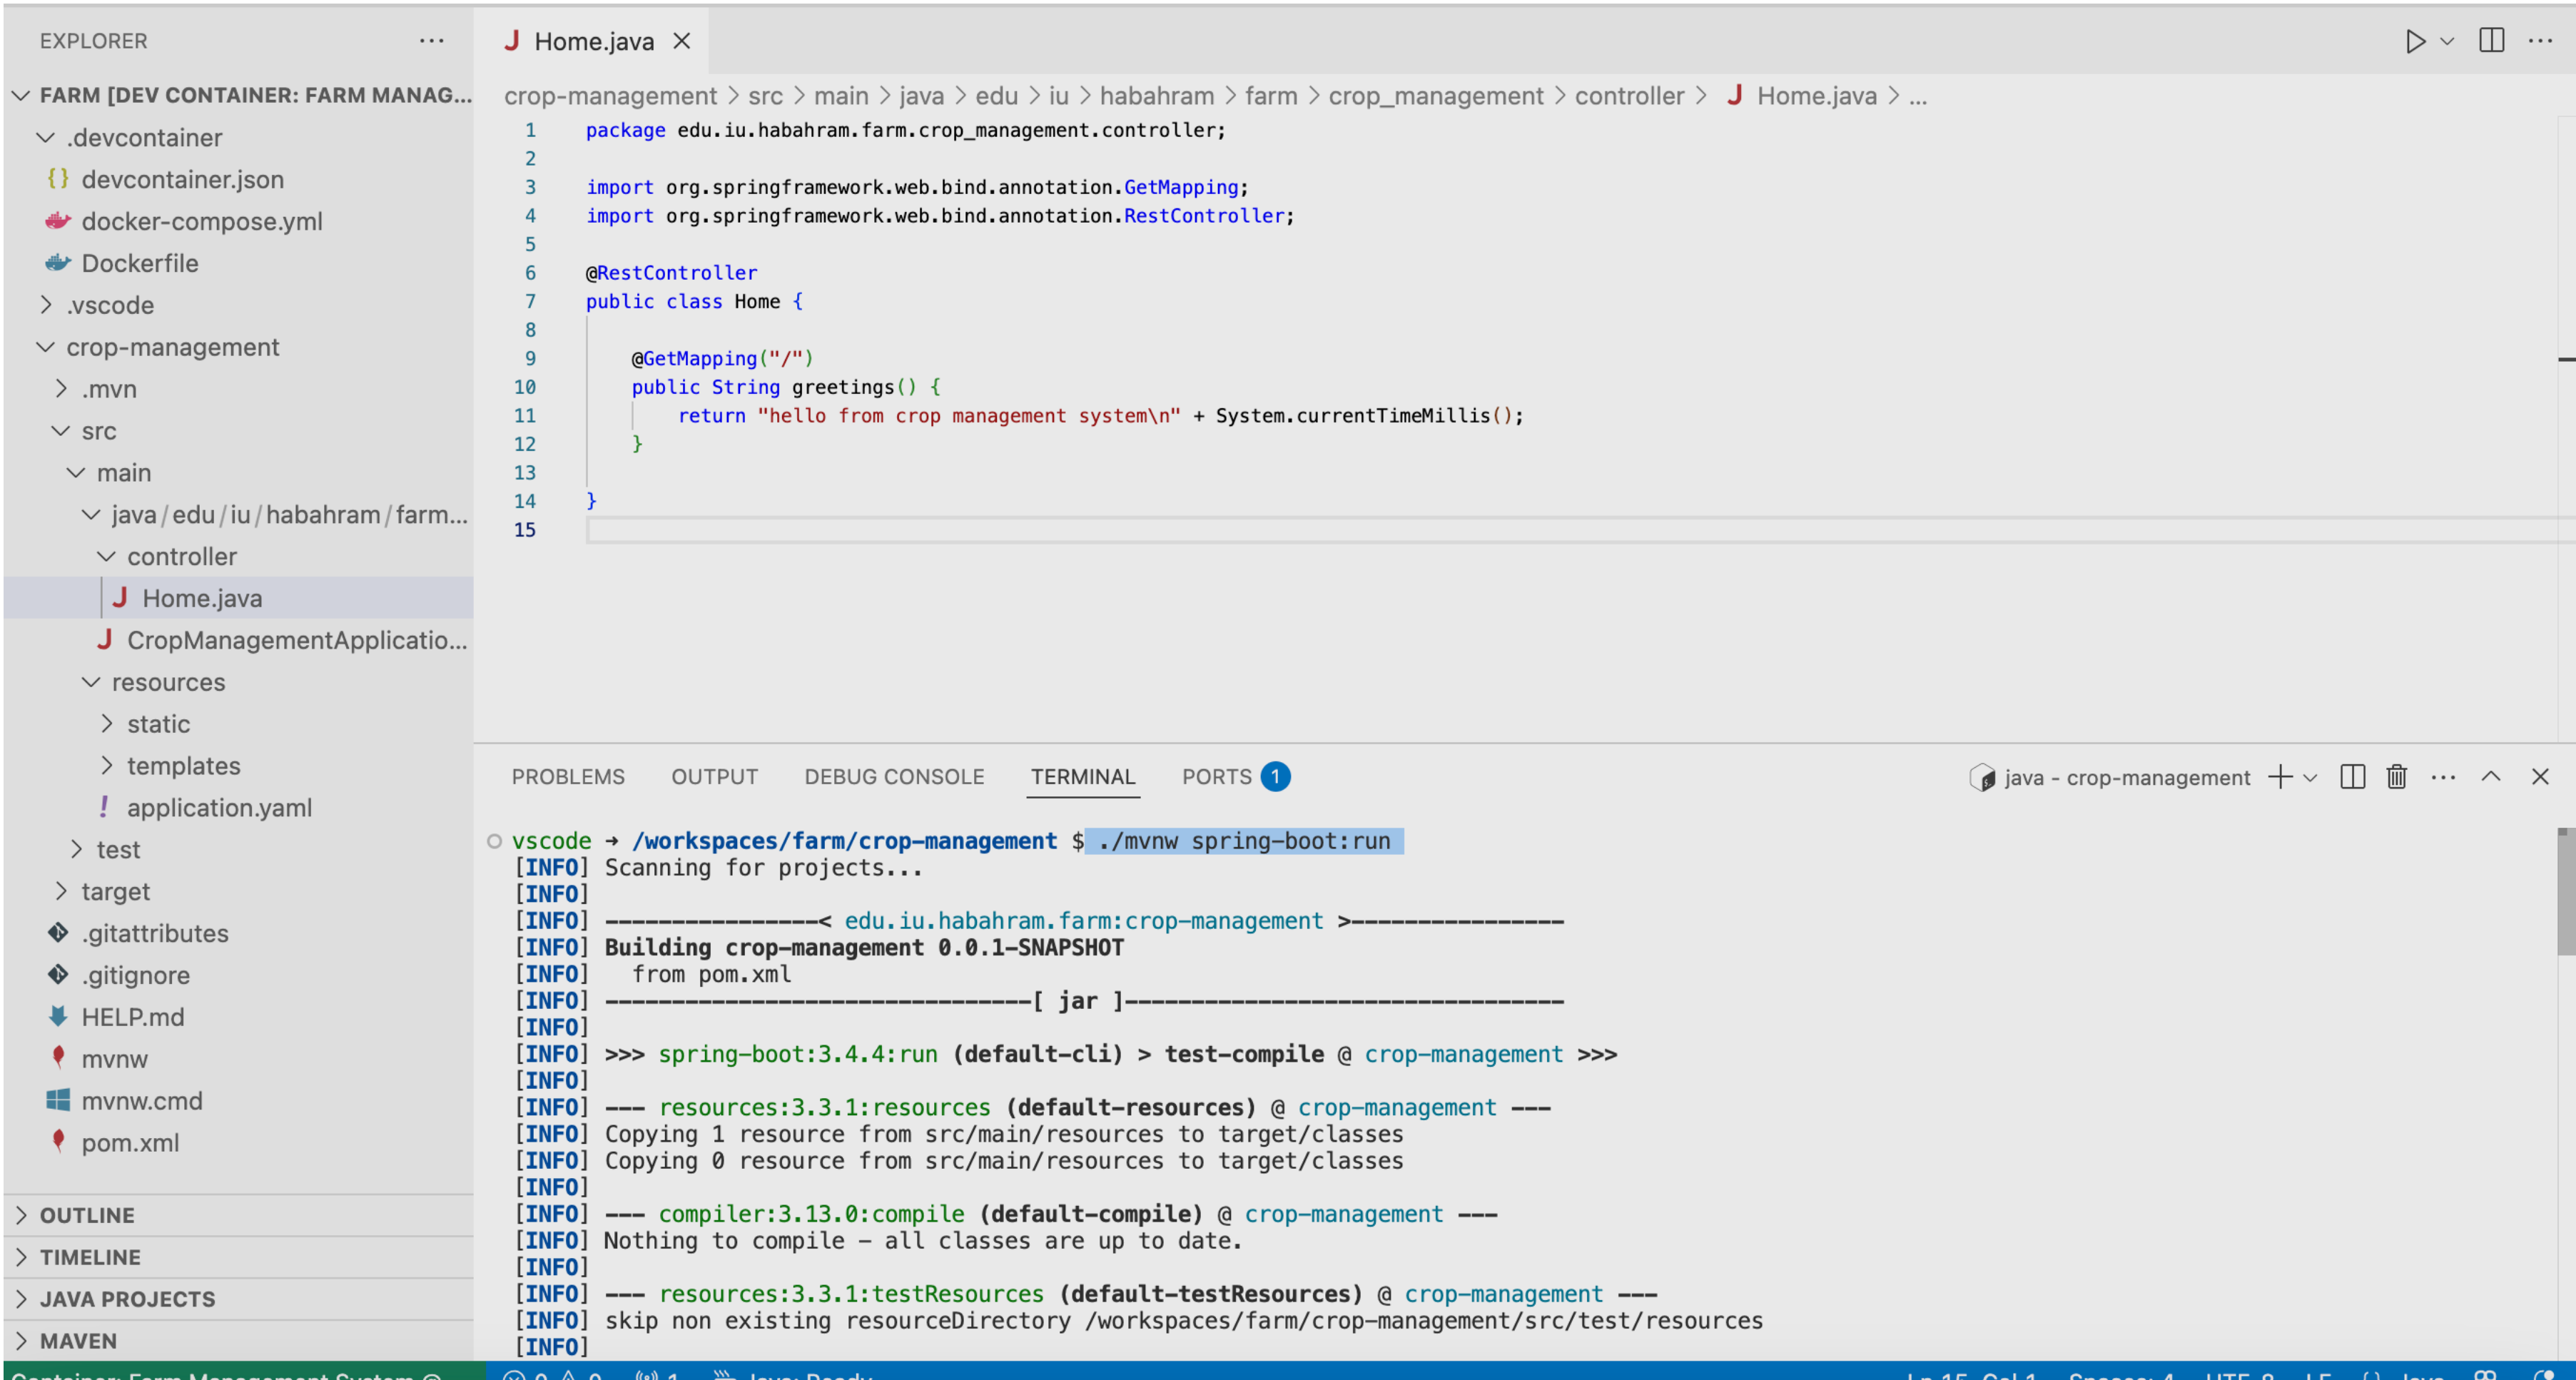 EXPLORER
FARM [DEV CONTAINER: FARM MANAG...
.devcontainer
{} devcontainer.json
docker-compose.yml
Dockerfile
.vscode
crop-management
.mvn
src
main
java/edu/iu/habahram/farm...
controller
J Home.java
J CropManagementApplicatio...
resources
static
templates
! application.yaml
test
target
.gitattributes
.gitignore
HELP.md
mvnw
mvnw.cmd
pom.xml
OUTLINE
TIMELINE
JAVA PROJECTS
MAVEN
J Home.java
crop-management > src > main > java > edu > iu > habahram > farm > crop_management > controller > J Home.java > ...
1 package edu.iu.habahram.farm.crop_management.controller;
2
3 import org.springframework.web.bind.annotation.GetMapping;
4 import org.springframework.web.bind.annotation.RestController;
5
6 @RestController
7 public class Home {
8
9 @GetMapping("/")
10 public String greetings() {
11 return "hello from crop management system\n" + System.currentTimeMillis();
12 }
13
14 }
15
PROBLEMS OUTPUT DEBUG CONSOLE TERMINAL PORTS 1 java - crop-management
vscode → /workspaces/farm/crop-management $ ./mvnw spring-boot:run
[INFO] Scanning for projects...
[INFO]
[INFO] ----------------< edu.iu.habahram.farm:crop-management >----------------
[INFO] Building crop-management 0.0.1-SNAPSHOT
[INFO] from pom.xml
[INFO] --------------------------------[ jar ]---------------------------------
[INFO]
[INFO] >>> spring-boot:3.4.4:run (default-cli) > test-compile @ crop-management >>>
[INFO]
[INFO] --- resources:3.3.1:resources (default-resources) @ crop-management ---
[INFO] Copying 1 resource from src/main/resources to target/classes
[INFO] Copying 0 resource from src/main/resources to target/classes
[INFO]
[INFO] --- compiler:3.13.0:compile (default-compile) @ crop-management ---
[INFO] Nothing to compile - all classes are up to date.
[INFO]
[INFO] --- resources:3.3.1:testResources (default-testResources) @ crop-management ---
[INFO] skip non existing resourceDirectory /workspaces/farm/crop-management/src/test/resources
[INFO]